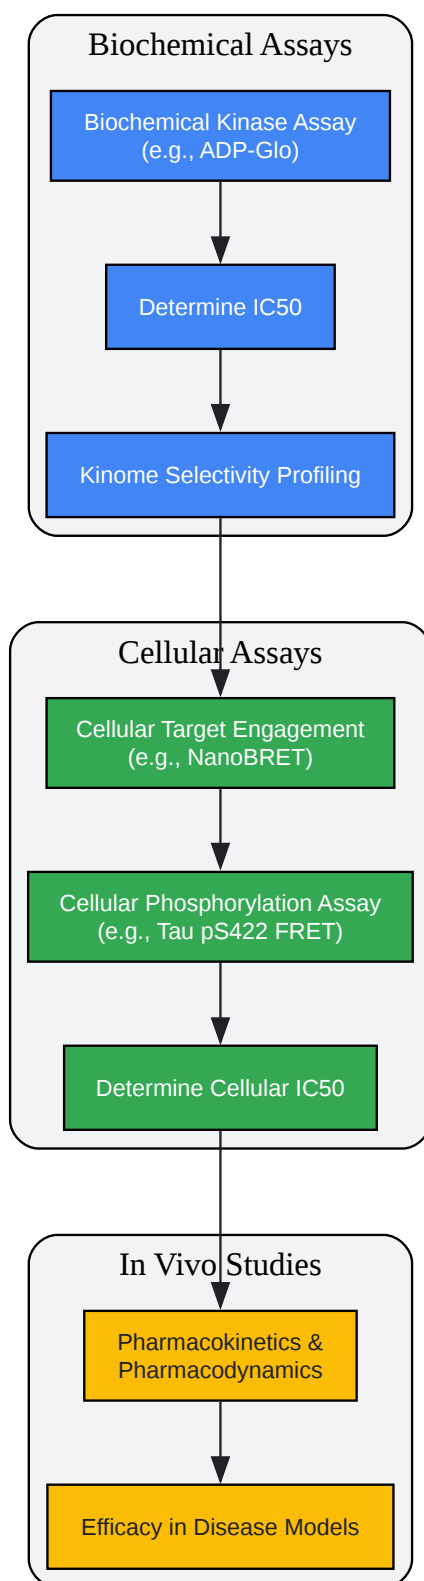 Biochemical Assays
Biochemical Kinase Assay
(e.g., ADP-Glo)
Determine IC50
Kinome Selectivity Profiling
Cellular Assays
Cellular Target Engagement
(e.g., NanoBRET)
Cellular Phosphorylation Assay
(e.g., Tau pS422 FRET)
Determine Cellular IC50
In Vivo Studies
Pharmacokinetics &
Pharmacodynamics
Efficacy in Disease Models